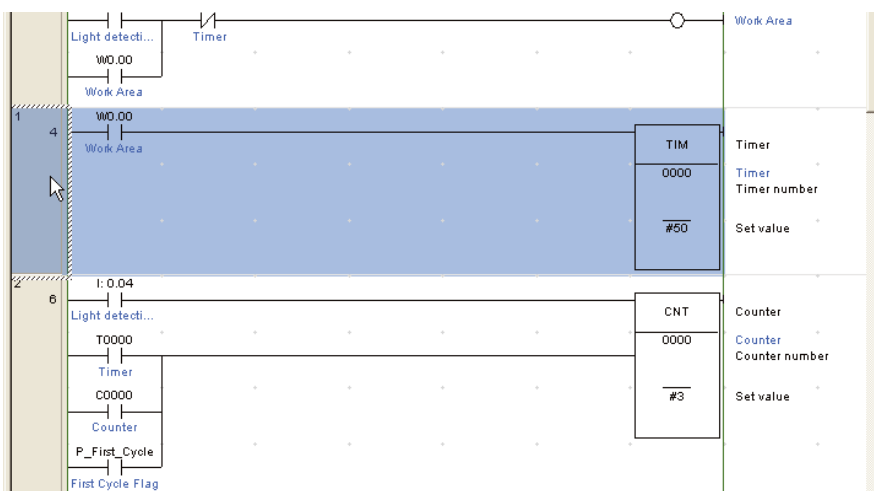 Light detecti...
Timer
Work Area
W0.00
Work Area
1
4
W0.00
Work Area
TIM
Timer
0000
Timer
Timer number
#50
Set value
2
6
I: 0.04
Light detecti...
CNT
Counter
T0000
Timer
0000
Counter
Counter number
C0000
Counter
#3
Set value
P_First_Cycle
First Cycle Flag